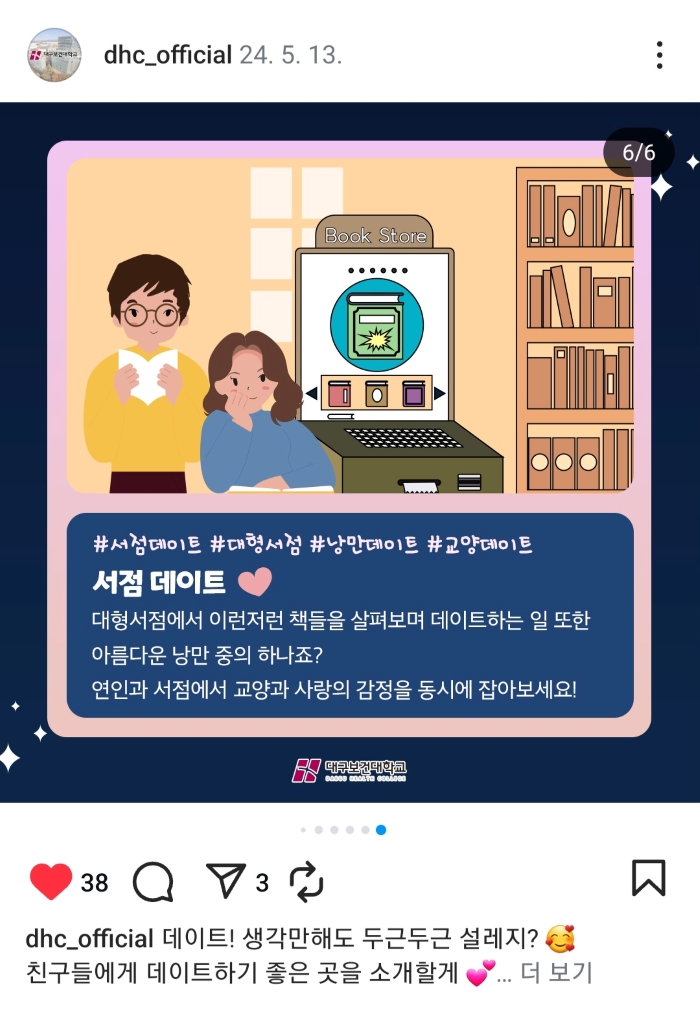 dhc_official 24. 5. 13.
6/6
Book Store
#서점데이트 #대형서점 #낭만데이트 #교양데이트
서점 데이트
대형서점에서 이런저런 책들을 살펴보며 데이트하는 일 또한
아름다운 낭만 중의 하나죠?
연인과 서점에서 교양과 사랑의 감정을 동시에 잡아보세요!
대구보건대학교
DAEGU HEALTH COLLEGE
38
3
dhc_official 데이트! 생각만해도 두근두근 설레지? 🥰
친구들에게 데이트하기 좋은 곳을 소개할게 💕... 더 보기